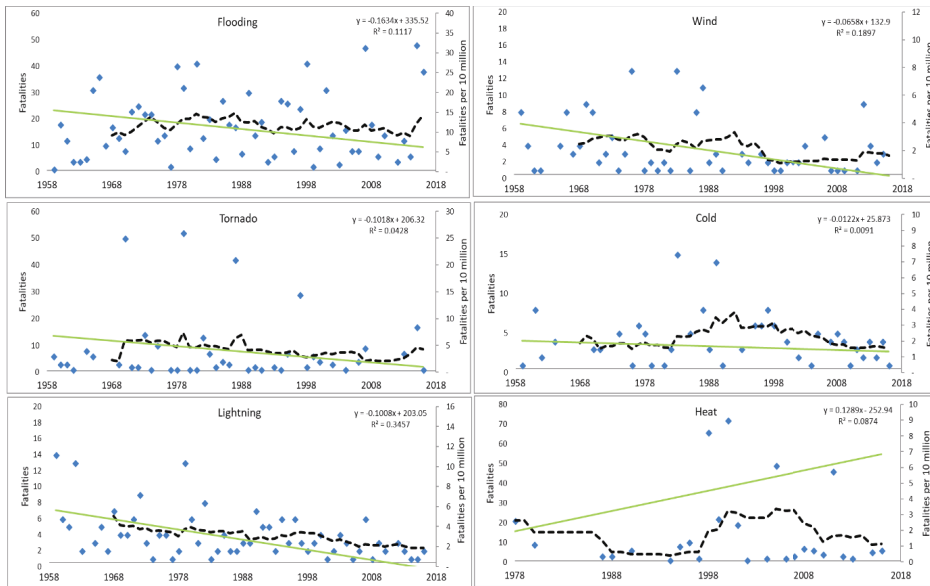 Flooding
y = -0.1634x + 335.52
R² = 0.1117
Fatalities
Fatalities per 10 million
60
50
40
30
20
10
0
40
35
30
25
20
15
10
5
-
1958 1968 1978 1988 1998 2008 2018
Wind
y = -0.0658x + 132.9
R² = 0.1897
Fatalities
Fatalities per 10 million
20
18
16
14
12
10
8
6
4
2
0
12
10
8
6
4
2
-
1958 1968 1978 1988 1998 2008 2018
Tornado
y = -0.1018x + 206.32
R² = 0.0428
Fatalities
Fatalities per 10 million
60
50
40
30
20
10
0
30
25
20
15
10
5
-
1958 1968 1978 1988 1998 2008 2018
Cold
y = -0.0122x + 25.873
R² = 0.0091
Fatalities
Fatalities per 10 million
20
15
10
5
0
10
9
8
7
6
5
4
3
2
1
-
1958 1968 1978 1988 1998 2008 2018
Lightning
y = -0.1008x + 203.05
R² = 0.3457
Fatalities
Fatalities per 10 million
20
18
16
14
12
10
8
6
4
2
0
16
14
12
10
8
6
4
2
-
1958 1968 1978 1988 1998 2008 2018
Heat
y = 0.1289x - 252.94
R² = 0.0874
Fatalities
Fatalities per 10 million
80
70
60
50
40
30
20
10
0
10
9
8
7
6
5
4
3
2
1
-
1978 1988 1998 2008 2018